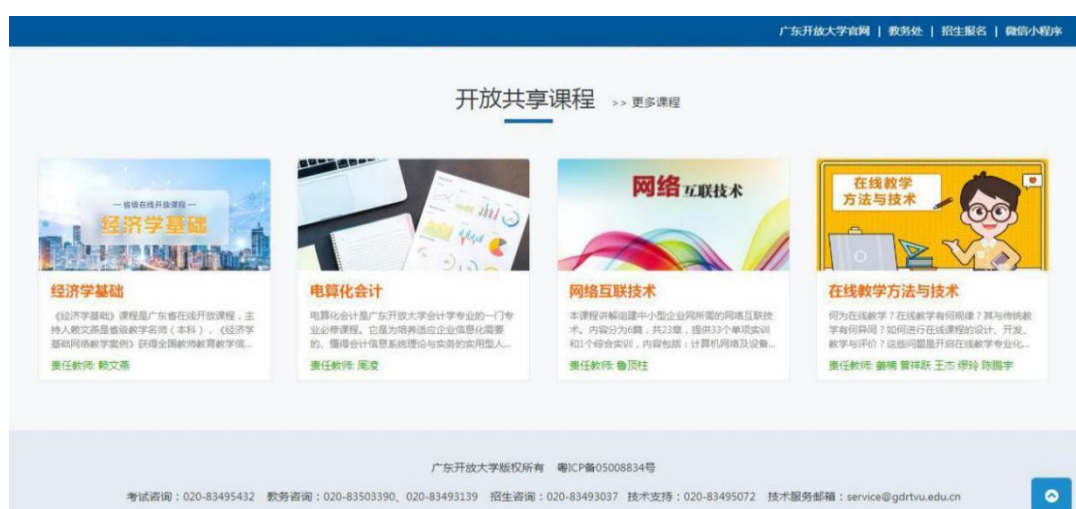 广东开放大学官网 | 教务处 | 招生报名 | 微信小程序
开放共享课程 >> 更多课程
— 省级在线开放课程 —
经济学基础
网络互联技术
在线教学
方法与技术
经济学基础
《经济学基础》课程是广东省在线开放课程，主
持人赖文燕是省级教学名师（本科），《经济学
基础网络教学案例》获得全国教师教育教学信...
责任教师: 赖文燕
电算化会计
电算化会计是广东开放大学会计学专业的一门专
业必修课程。它是为培养适应企业信息化需要
的、懂得会计信息系统理论与实务的实用型人...
责任教师: 周凌
网络互联技术
本课程讲解组建中小型企业网所需的网络互联技
术。内容分为6篇，共23章，提供33个单项实训
和1个综合实训，内容包括：计算机网络及设备...
责任教师: 鲁顶柱
在线教学方法与技术
何为在线教学？在线教学有何规律？其与传统教
学有何异同？如何进行在线课程的设计、开发、
教学与评价？这些问题是开启在线教学专业化...
责任教师: 姜楠 曾祥跃 王杰 缪玲 陈鹏宇
广东开放大学版权所有 粤ICP备05008834号
考试咨询：020-83495432 教务咨询：020-83503390、020-83493139 招生咨询：020-83493037 技术支持：020-83495072 技术服务邮箱：service@gdrtvu.edu.cn